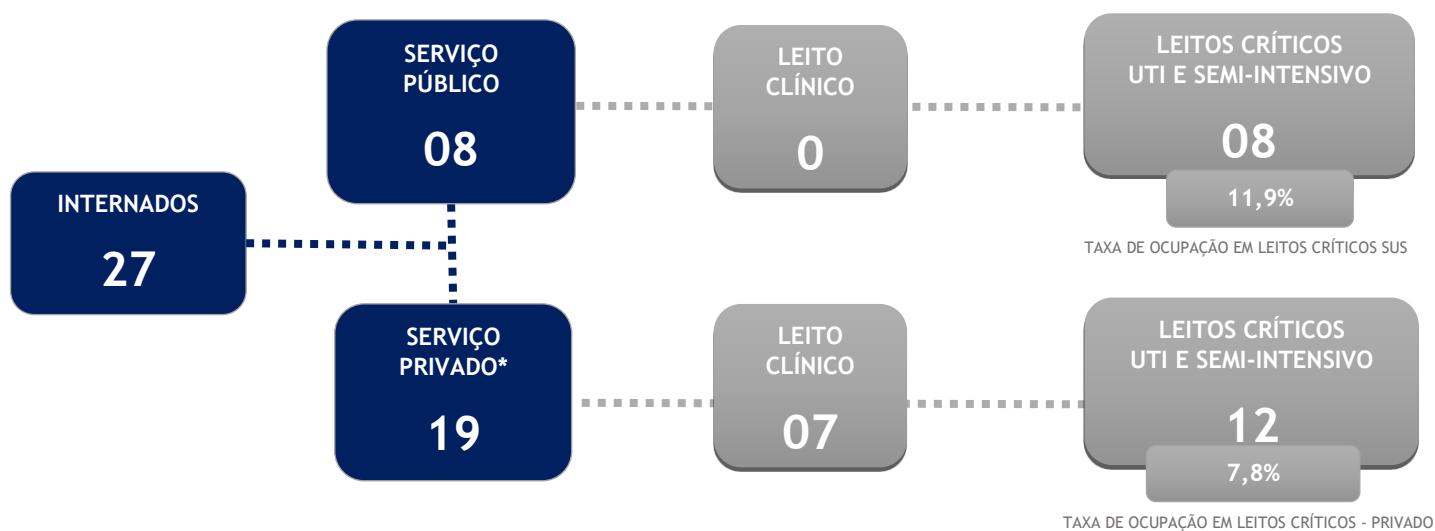 INTERNADOS
27
SERVIÇO
PÚBLICO
08
LEITO
CLÍNICO
0
LEITOS CRÍTICOS
UTI E SEMI-INTENSIVO
08
11,9%
TAXA DE OCUPAÇÃO EM LEITOS CRÍTICOS SUS
SERVIÇO
PRIVADO*
19
LEITO
CLÍNICO
07
LEITOS CRÍTICOS
UTI E SEMI-INTENSIVO
12
7,8%
TAXA DE OCUPAÇÃO EM LEITOS CRÍTICOS - PRIVADO